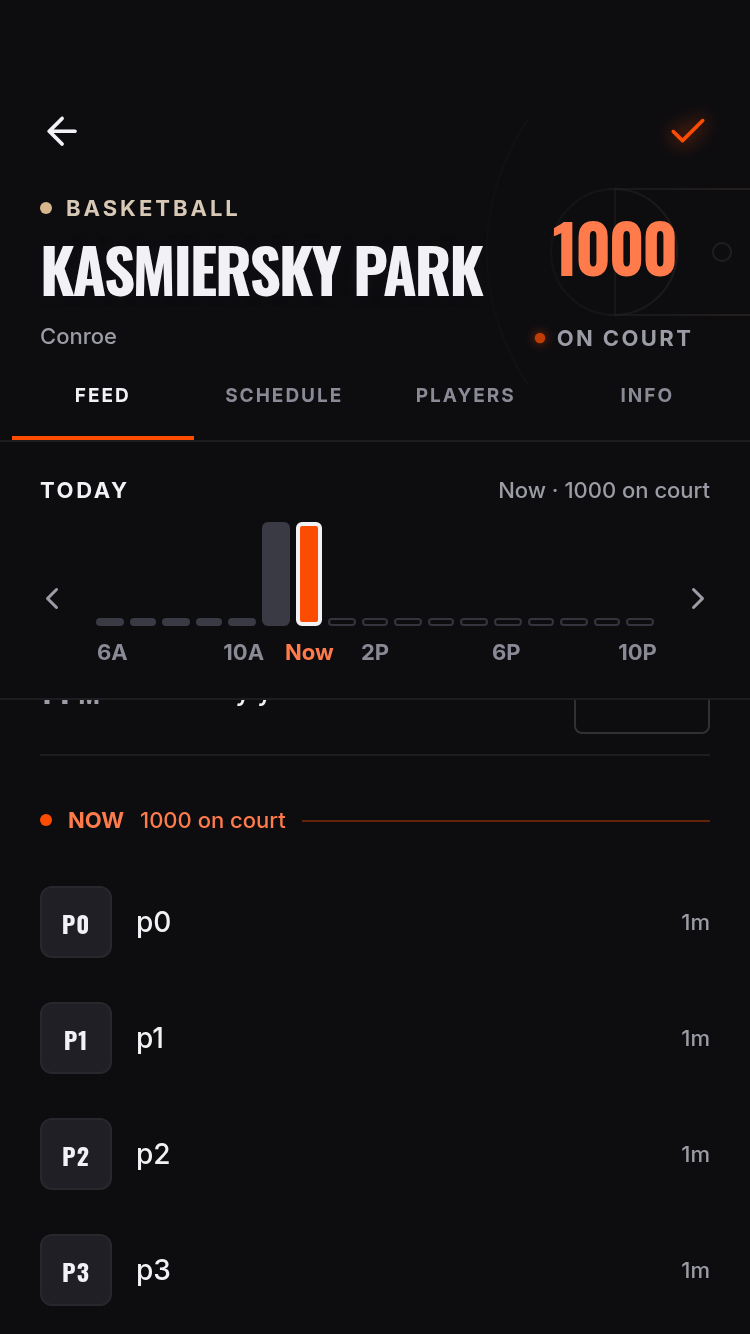 BASKETBALL
KASMIERSKY PARK
1000
Conroe
ON COURT
FEED SCHEDULE PLAYERS INFO
TODAY
Now · 1000 on court
6A 10A Now 2P 6P 10P
NOW 1000 on court
P0 p0 1m
P1 p1 1m
P2 p2 1m
P3 p3 1m